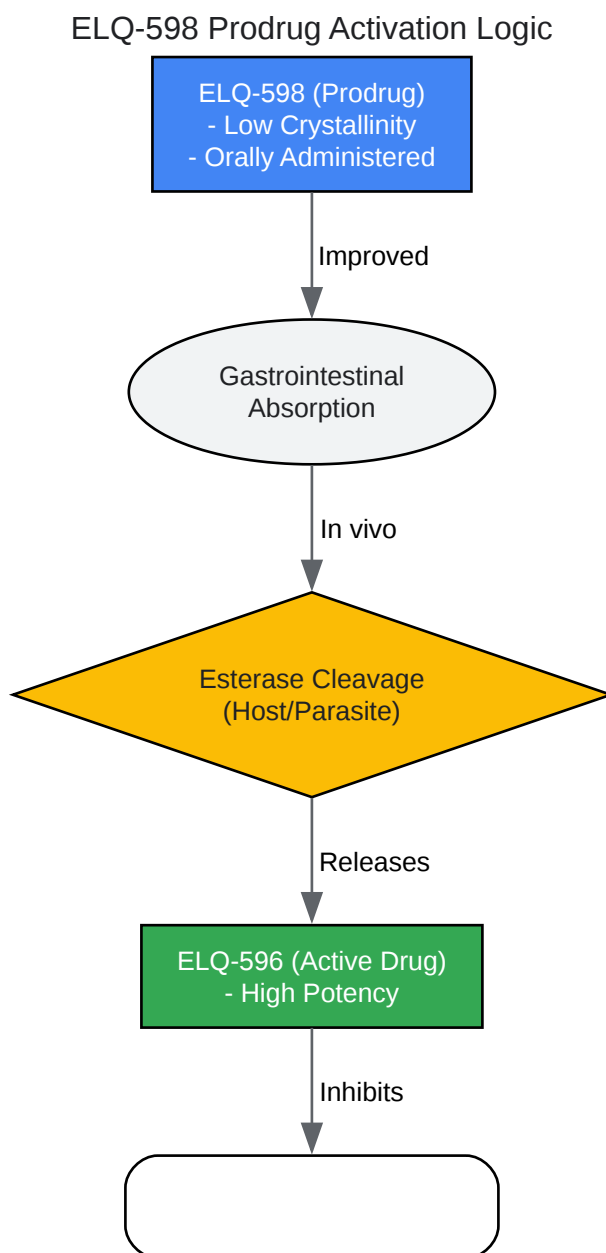 ELQ-598 Prodrug Activation Logic
ELQ-598 (Prodrug)
- Low Crystallinity
- Orally Administered
Improved
Gastrointestinal
Absorption
In vivo
Esterase Cleavage
(Host/Parasite)
Releases
ELQ-596 (Active Drug)
- High Potency
Inhibits